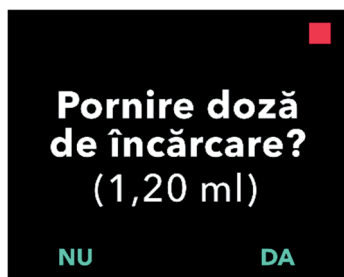 Pornire doză
de încărcare?
(1,20 ml)
NU DA